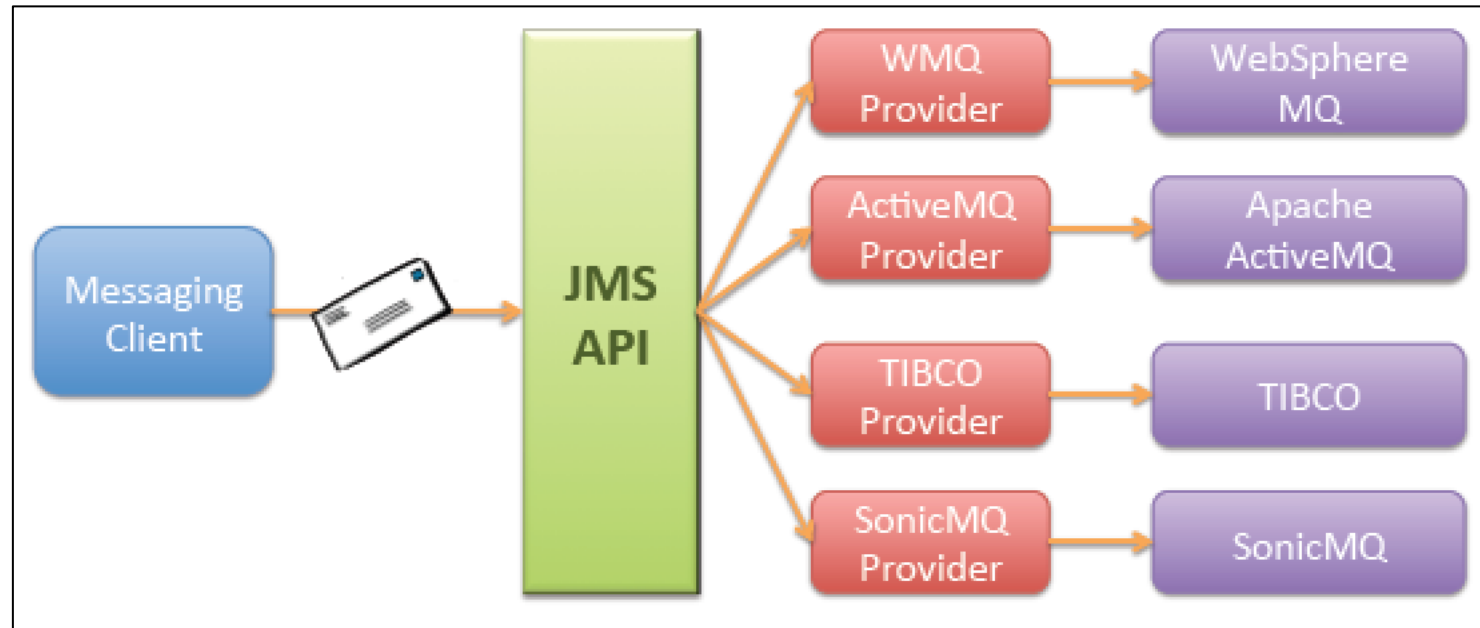 Messaging
Client
JMS
API
WMQ
Provider
WebSphere
MQ
ActiveMQ
Provider
Apache
ActiveMQ
TIBCO
Provider
TIBCO
SonicMQ
Provider
SonicMQ